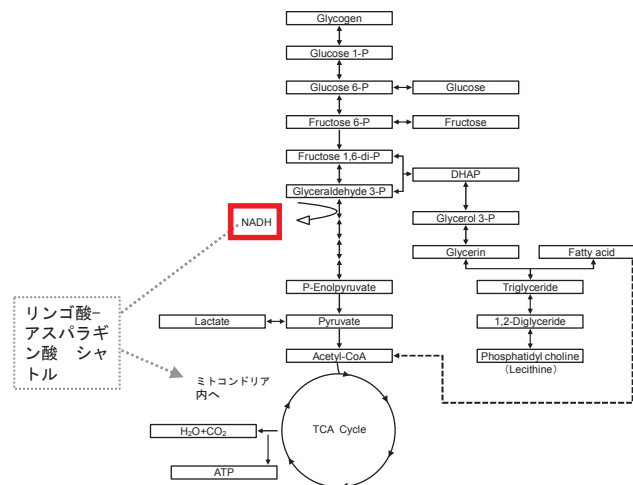 Glycogen
Glucose 1-P
Glucose 6-P
Glucose
Fructose 6-P
Fructose
Fructose 1,6-di-P
DHAP
Glyceraldehyde 3-P
NADH
Glycerol 3-P
Glycerin
Fatty acid
P-Enolpyruvate
Triglyceride
リンゴ酸−
アスパラギ
ン酸 シャ
トル
Lactate
Pyruvate
1,2-Diglyceride
Acetyl-CoA
Phosphatidyl choline
（Lecithine）
ミトコンドリア
内へ
TCA Cycle
H₂O+CO₂
ATP